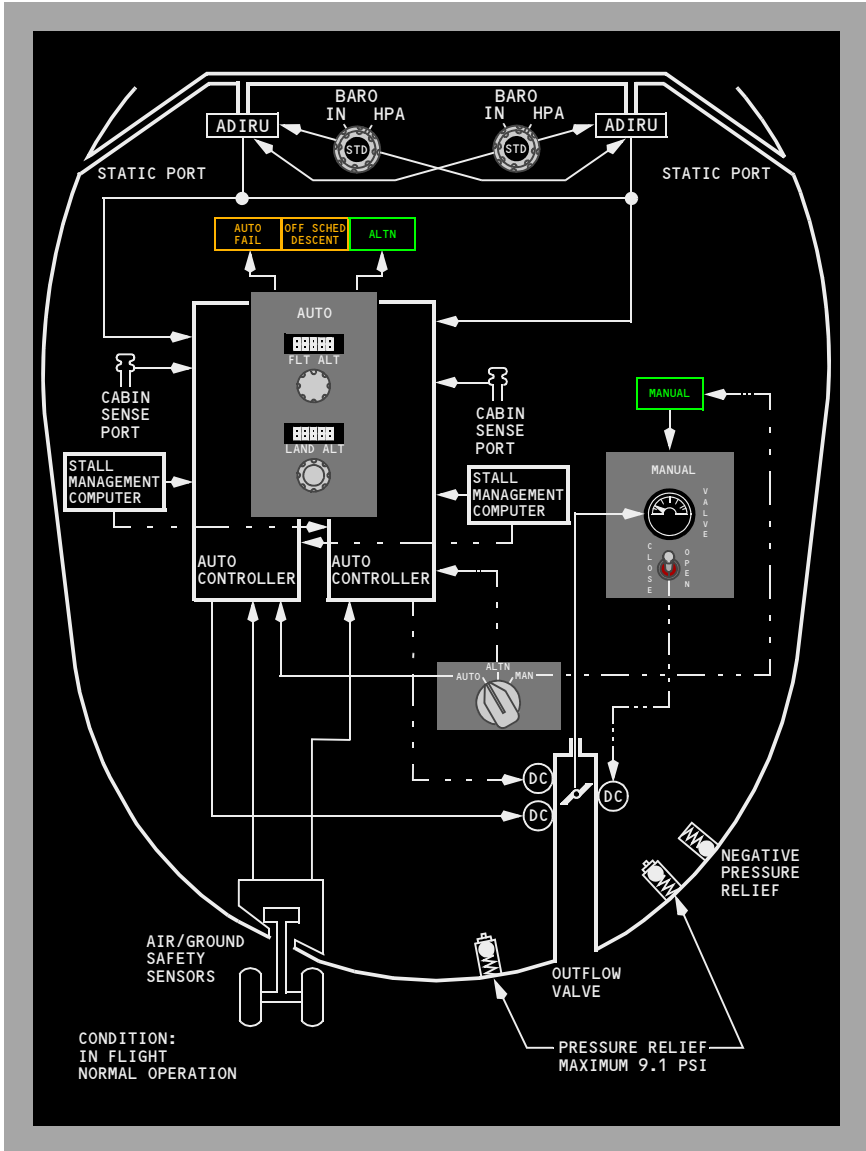 BARO
IN HPA
BARO
IN HPA
ADIRU
STD
STD
ADIRU
STATIC PORT
STATIC PORT
AUTO
FAIL
OFF SCHED
DESCENT
ALTN
AUTO
FLT ALT
LAND ALT
CABIN
SENSE
PORT
CABIN
SENSE
PORT
MANUAL
STALL
MANAGEMENT
COMPUTER
STALL
MANAGEMENT
COMPUTER
MANUAL
VALVE
CLOSE
OPEN
AUTO
CONTROLLER
AUTO
CONTROLLER
AUTO
ALTN
MAN
DC
DC
DC
NEGATIVE
PRESSURE
RELIEF
AIR/GROUND
SAFETY
SENSORS
OUTFLOW
VALVE
CONDITION:
IN FLIGHT
NORMAL OPERATION
PRESSURE RELIEF
MAXIMUM 9.1 PSI